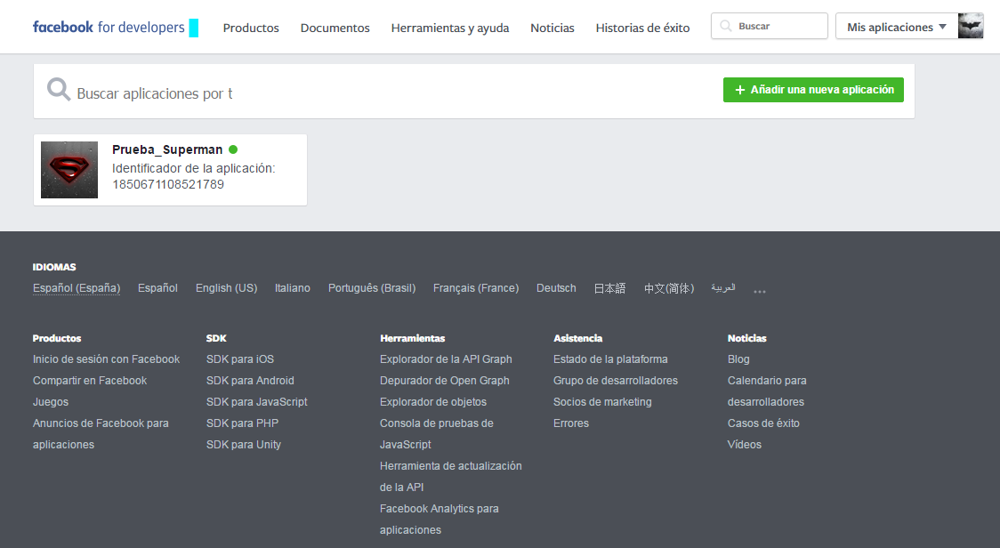 facebook for developers Productos Documentos Herramientas y ayuda Noticias Historias de éxito Buscar Mis aplicaciones
Buscar aplicaciones por t + Añadir una nueva aplicación
Prueba_Superman
Identificador de la aplicación:
1850671108521789
IDIOMAS
Español (España) Español English (US) Italiano Português (Brasil) Français (France) Deutsch 日本語 中文(简体) العربية ...
Productos
Inicio de sesión con Facebook
Compartir en Facebook
Juegos
Anuncios de Facebook para
aplicaciones
SDK
SDK para iOS
SDK para Android
SDK para JavaScript
SDK para PHP
SDK para Unity
Herramientas
Explorador de la API Graph
Depurador de Open Graph
Explorador de objetos
Consola de pruebas de
JavaScript
Herramienta de actualización
de la API
Facebook Analytics para
aplicaciones
Asistencia
Estado de la plataforma
Grupo de desarrolladores
Socios de marketing
Errores
Noticias
Blog
Calendario para
desarrolladores
Casos de éxito
Vídeos